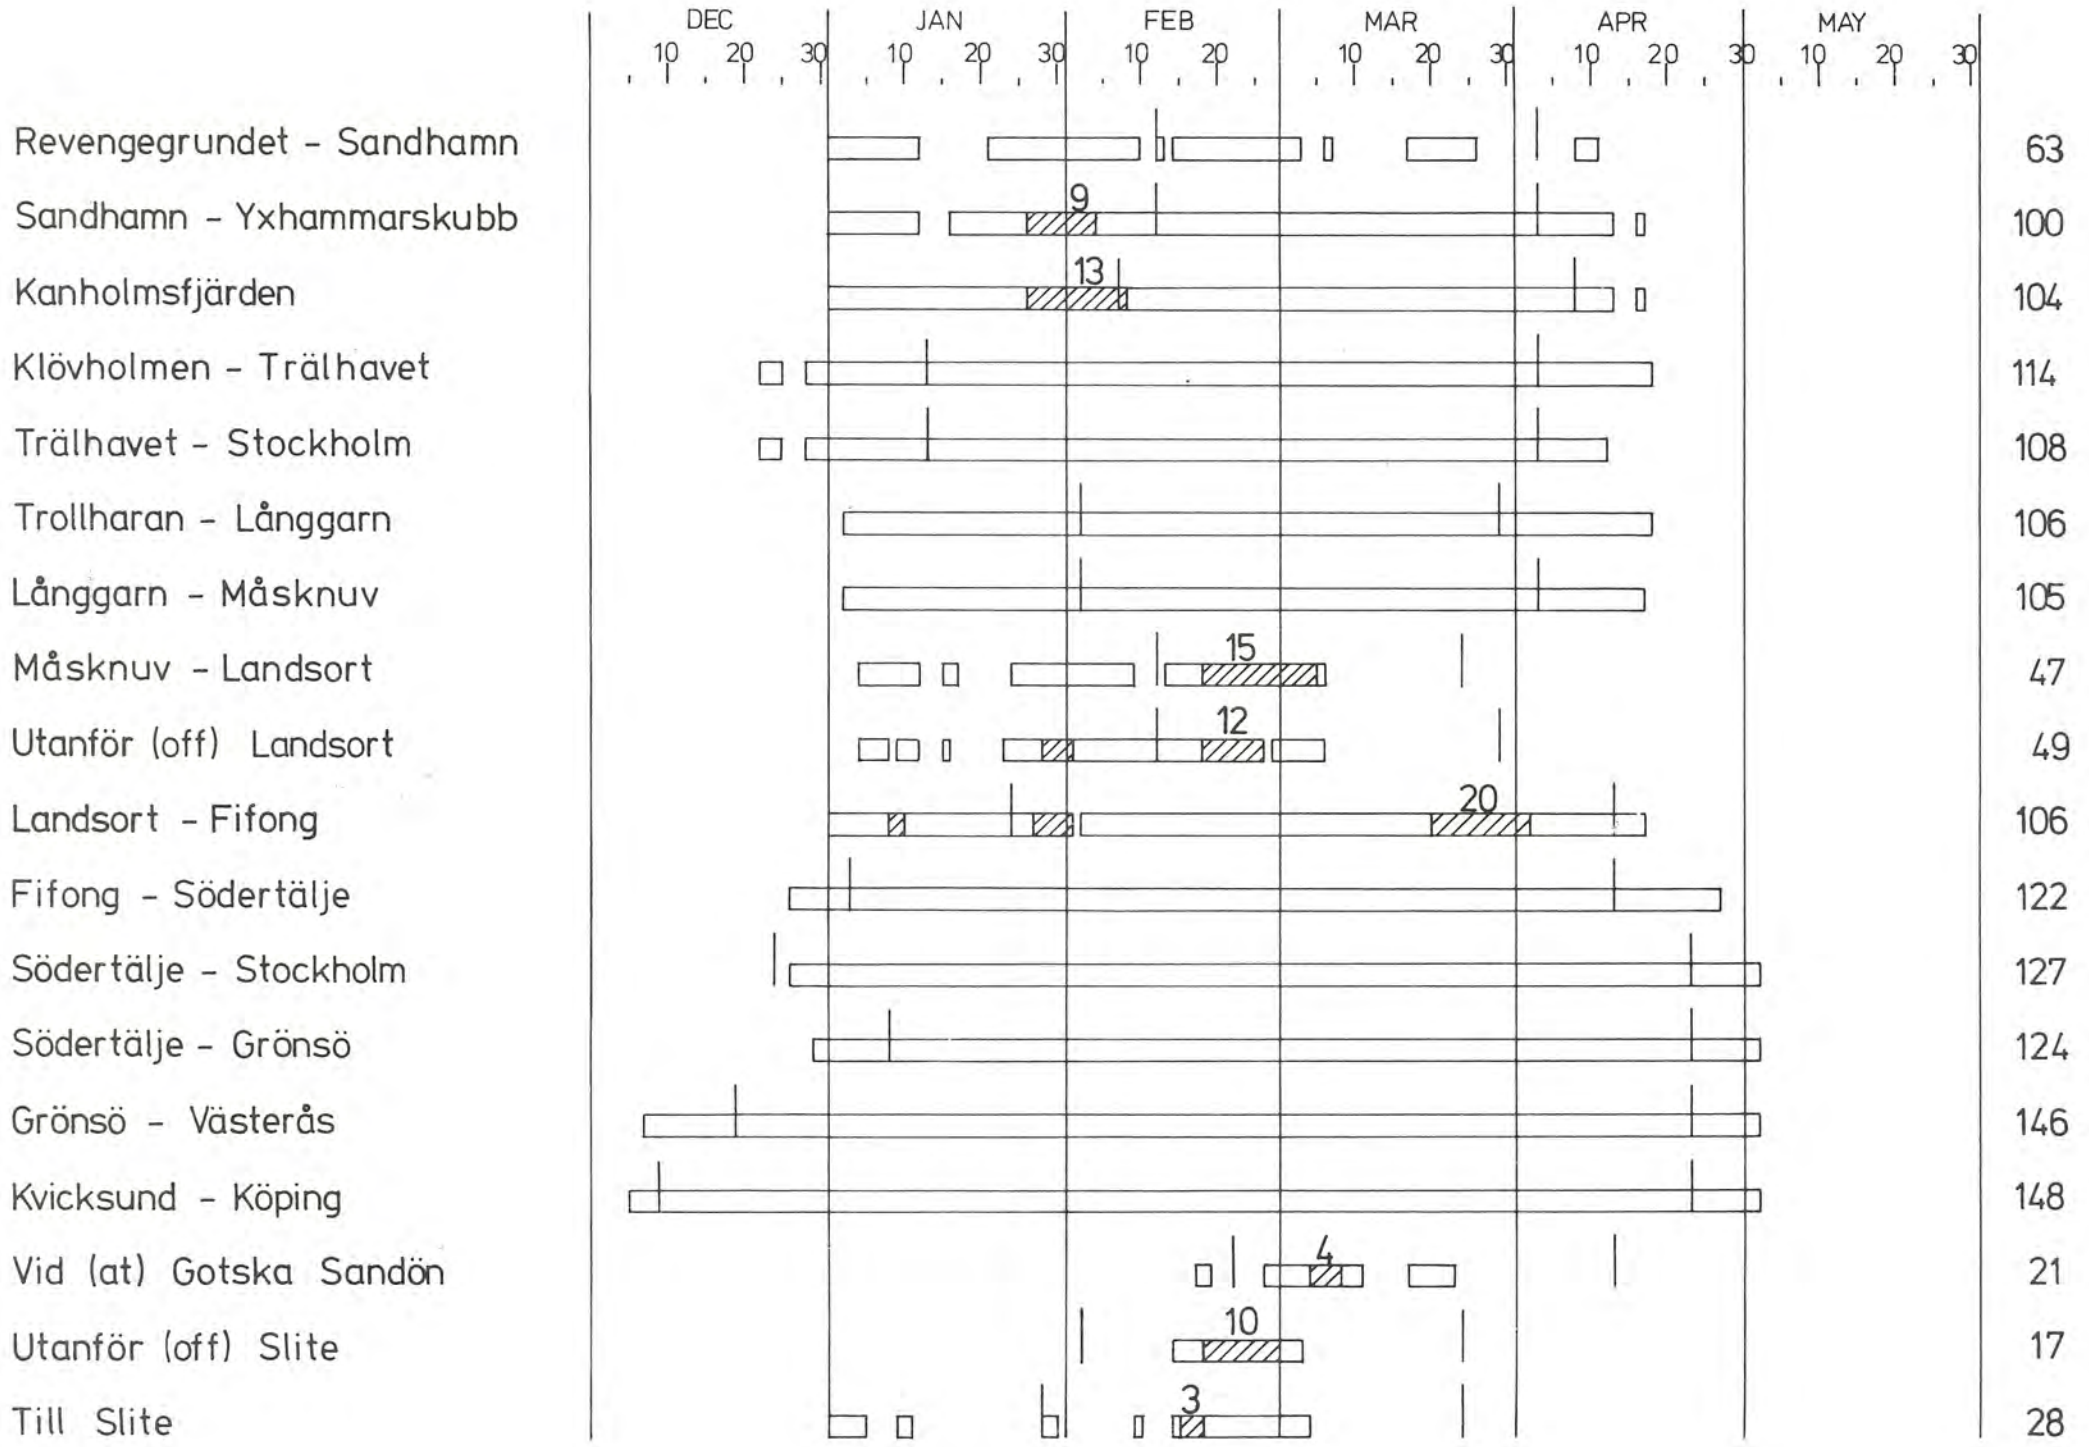 DEC JAN FEB MAR APR MAY
10 20 30 10 20 30 10 20 10 20 30 10 20 30 10 20 30
Revengegrundet - Sandhamn 63
Sandhamn - Yxhammarskubb 9 100
Kanholmsfjärden 13 104
Klövholmen - Trälhavet 114
Trälhavet - Stockholm 108
Trollharan - Långgarn 106
Långgarn - Måsknuv 105
Måsknuv - Landsort 15 47
Utanför (off) Landsort 12 49
Landsort - Fifong 20 106
Fifong - Södertälje 122
Södertälje - Stockholm 127
Södertälje - Grönsö 124
Grönsö - Västerås 146
Kvicksund - Köping 148
Vid (at) Gotska Sandön 4 21
Utanför (off) Slite 10 17
Till Slite 3 28